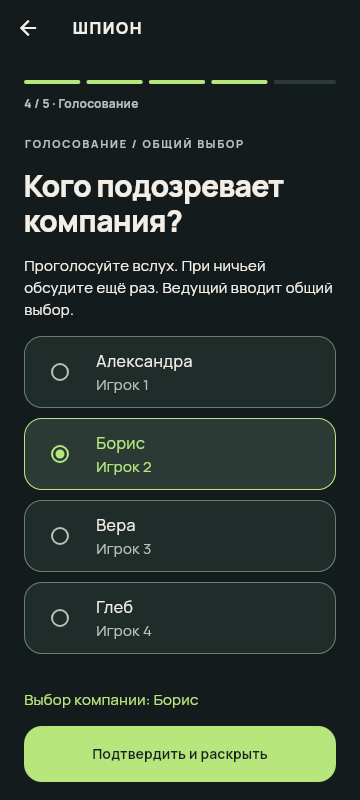 ШПИОН
4 / 5 · Голосование
ГОЛОСОВАНИЕ / ОБЩИЙ ВЫБОР
Кого подозревает
компания?
Проголосуйте вслух. При ничьей
обсудите ещё раз. Ведущий вводит общий
выбор.
Александра
Игрок 1
Борис
Игрок 2
Вера
Игрок 3
Глеб
Игрок 4
Выбор компании: Борис
Подтвердить и раскрыть